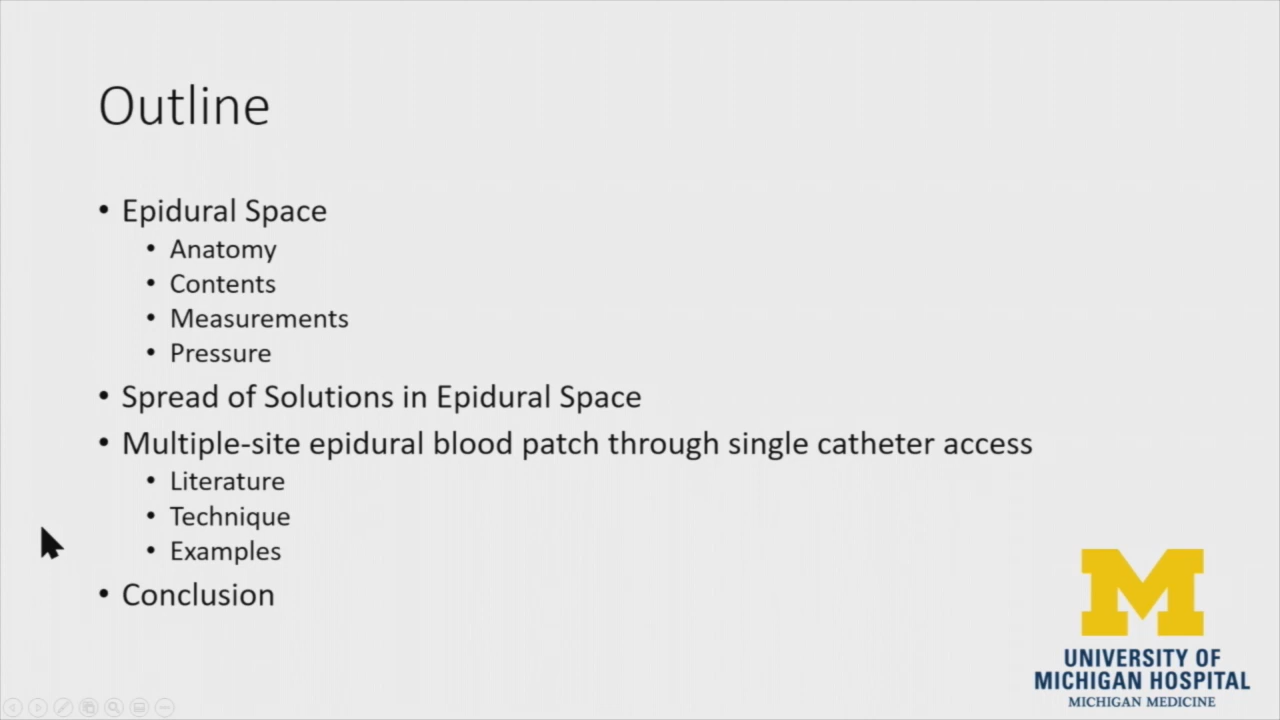 Outline
• Epidural Space
• Anatomy
• Contents
• Measurements
• Pressure
• Spread of Solutions in Epidural Space
• Multiple-site epidural blood patch through single catheter access
• Literature
• Technique
• Examples
• Conclusion
M
UNIVERSITY OF
MICHIGAN HOSPITAL
MICHIGAN MEDICINE